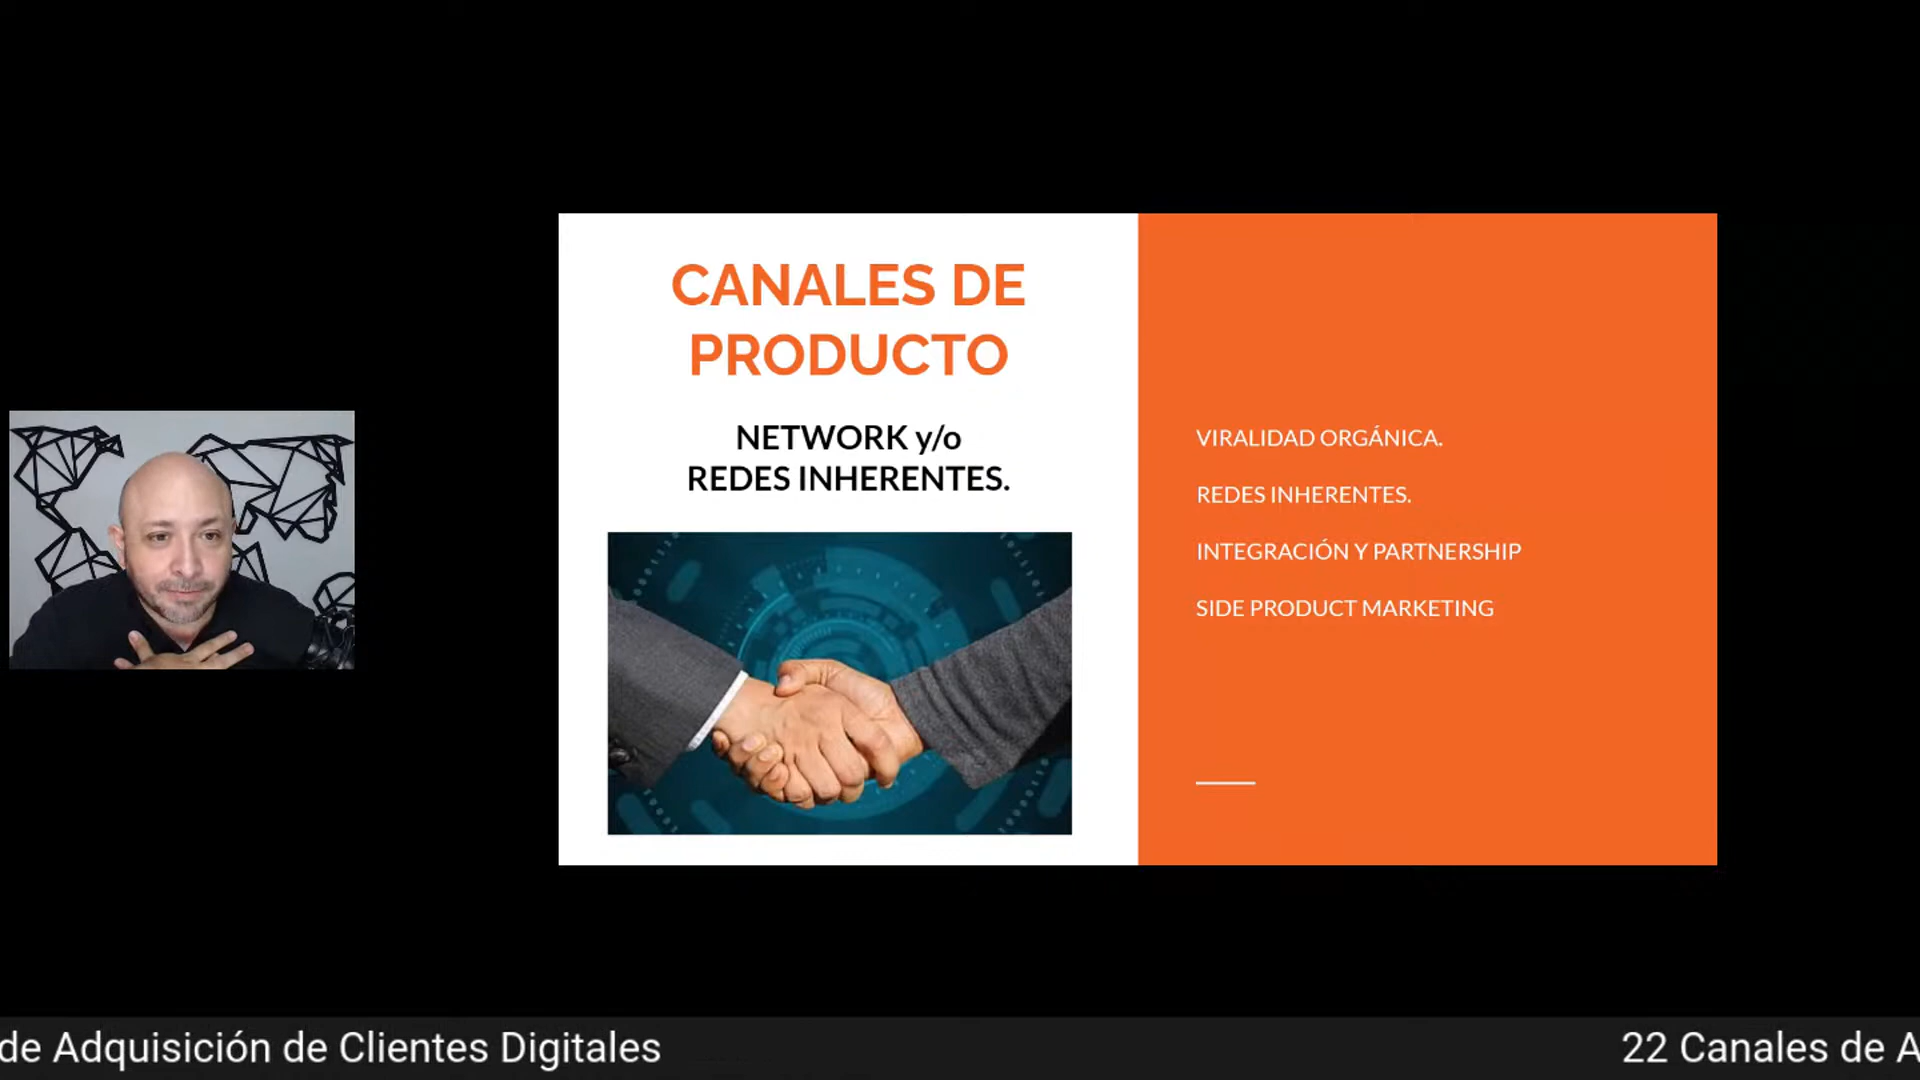 CANALES DE
PRODUCTO
NETWORK y/o
REDES INHERENTES.
VIRALIDAD ORGÁNICA.
REDES INHERENTES.
INTEGRACIÓN Y PARTNERSHIP
SIDE PRODUCT MARKETING
de Adquisición de Clientes Digitales
22 Canales de A